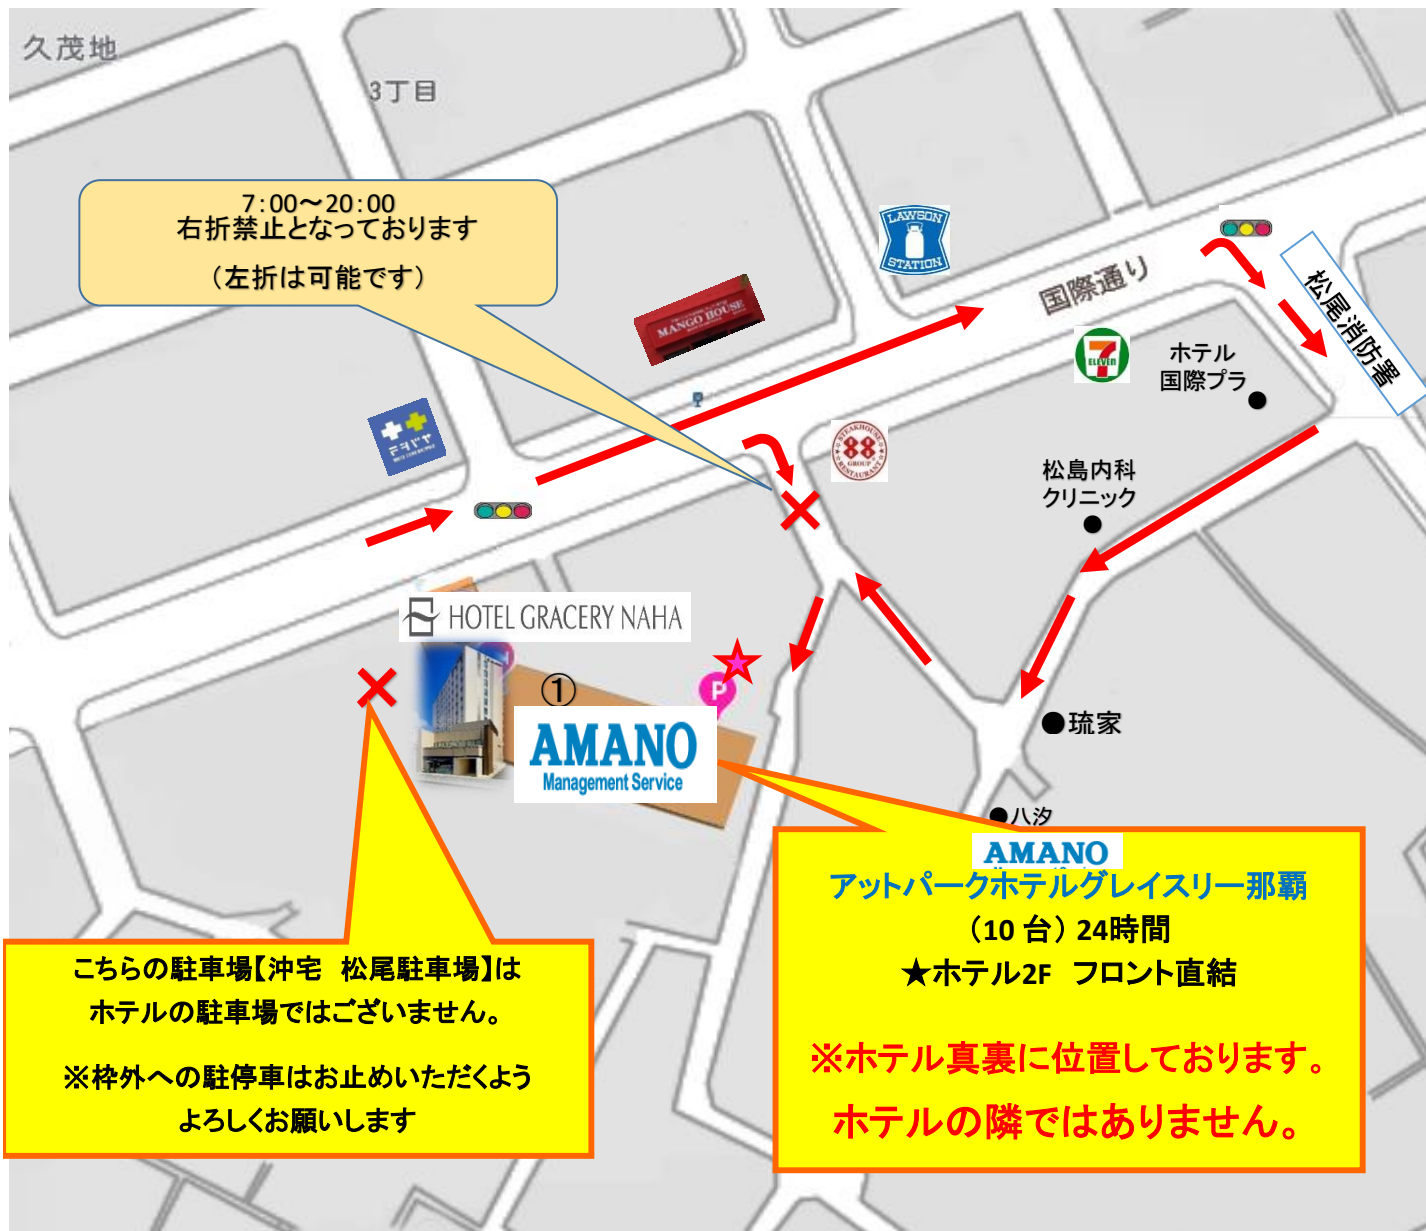 久茂地
3丁目
7:00～20:00
右折禁止となっております
（左折は可能です）
LAWSON
STATION
国際通り
松尾消防署
MANGO HOUSE
7
ELEVEN
ホテル
国際プラ
STEAKHOUSE
88
GROUP
RESTAURANT
松島内科
クリニック
HOTEL GRACERY NAHA
①
P
AMANO
Management Service
●琉家
●八汐
AMANO
アットパークホテルグレイスリー那覇
（10 台）24時間
★ホテル2F　フロント直結
※ホテル真裏に位置しております。
ホテルの隣ではありません。
こちらの駐車場【沖宅　松尾駐車場】は
ホテルの駐車場ではございません。
※枠外への駐停車はお止めいただくよう
よろしくお願いします